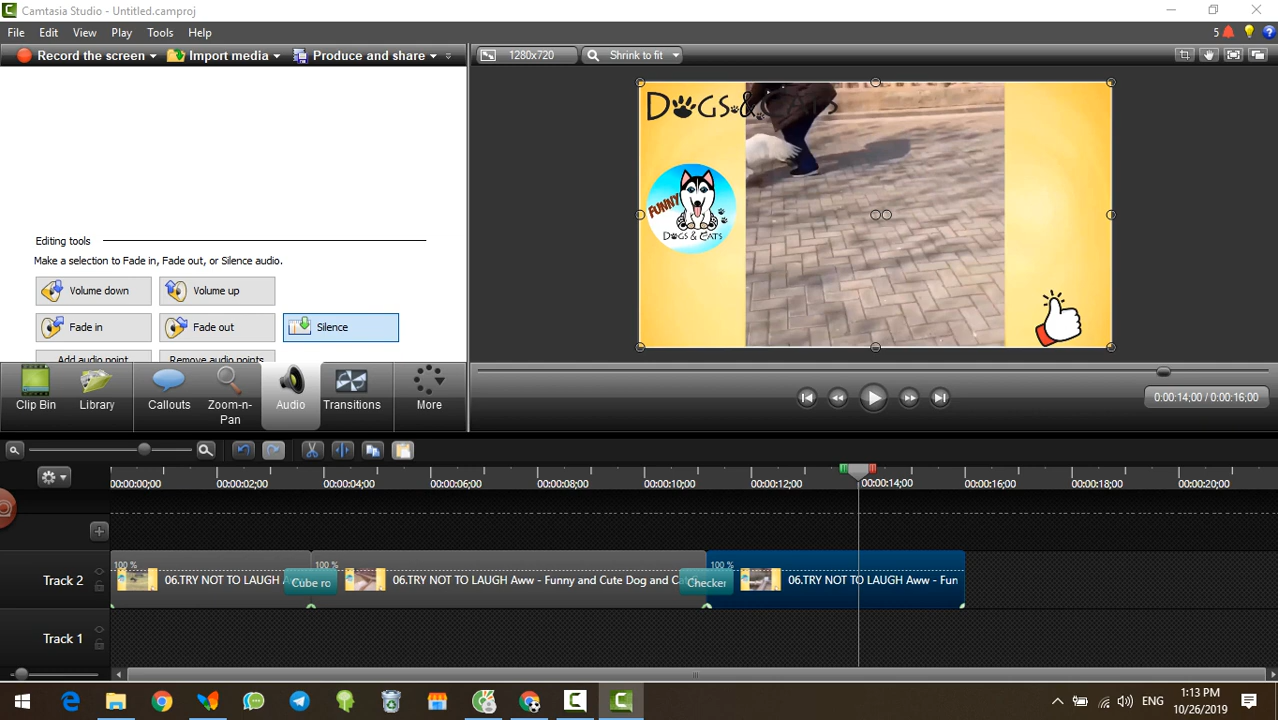 Camtasia Studio - Untitled.camproj
File Edit View Play Tools Help
5
Record the screen Import media Produce and share
1280x720 Shrink to fit
DOGS & CATS
FUNNY
DOGS & CATS
Editing tools
Make a selection to Fade in, Fade out, or Silence audio.
Volume down Volume up
Fade in Fade out Silence
Add audio point Remove audio points
Clip Bin Library Callouts Zoom-n-Pan Audio Transitions More
0:00:14;00 / 0:00:16;00
00:00:00;00 00:00:02;00 00:00:04;00 00:00:06;00 00:00:08;00 00:00:10;00 00:00:12;00 00:00:14;00 00:00:16;00 00:00:18;00 00:00:20;00
100 % 100 % 100 %
Track 2 06.TRY NOT TO LAUGH A Cube ro 06.TRY NOT TO LAUGH Aww - Funny and Cute Dog and Ca Checker 06.TRY NOT TO LAUGH Aww - Fun
Track 1
ENG
1:13 PM
10/26/2019